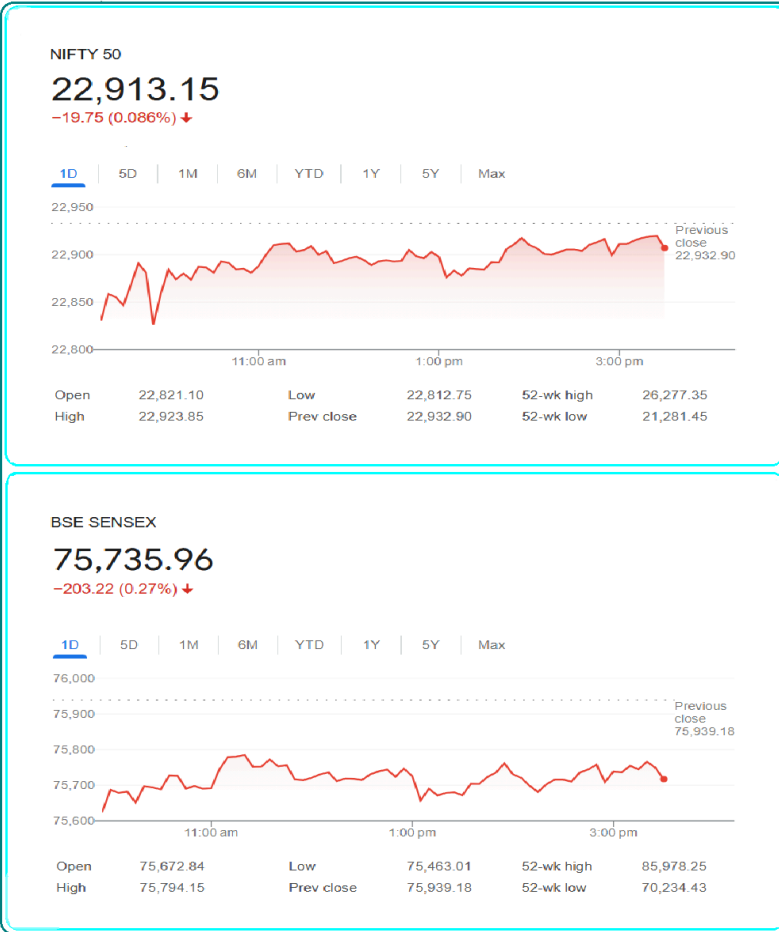 NIFTY 50
22,913.15
−19.75 (0.086%)
1D 5D 1M 6M YTD 1Y 5Y Max
22,950
22,900
22,850
22,800
Previous
close
22,932.90
11:00 am 1:00 pm 3:00 pm
Open 22,821.10 Low 22,812.75 52-wk high 26,277.35
High 22,923.85 Prev close 22,932.90 52-wk low 21,281.45
BSE SENSEX
75,735.96
−203.22 (0.27%)
1D 5D 1M 6M YTD 1Y 5Y Max
76,000
75,900
75,800
75,700
75,600
Previous
close
75,939.18
11:00 am 1:00 pm 3:00 pm
Open 75,672.84 Low 75,463.01 52-wk high 85,978.25
High 75,794.15 Prev close 75,939.18 52-wk low 70,234.43